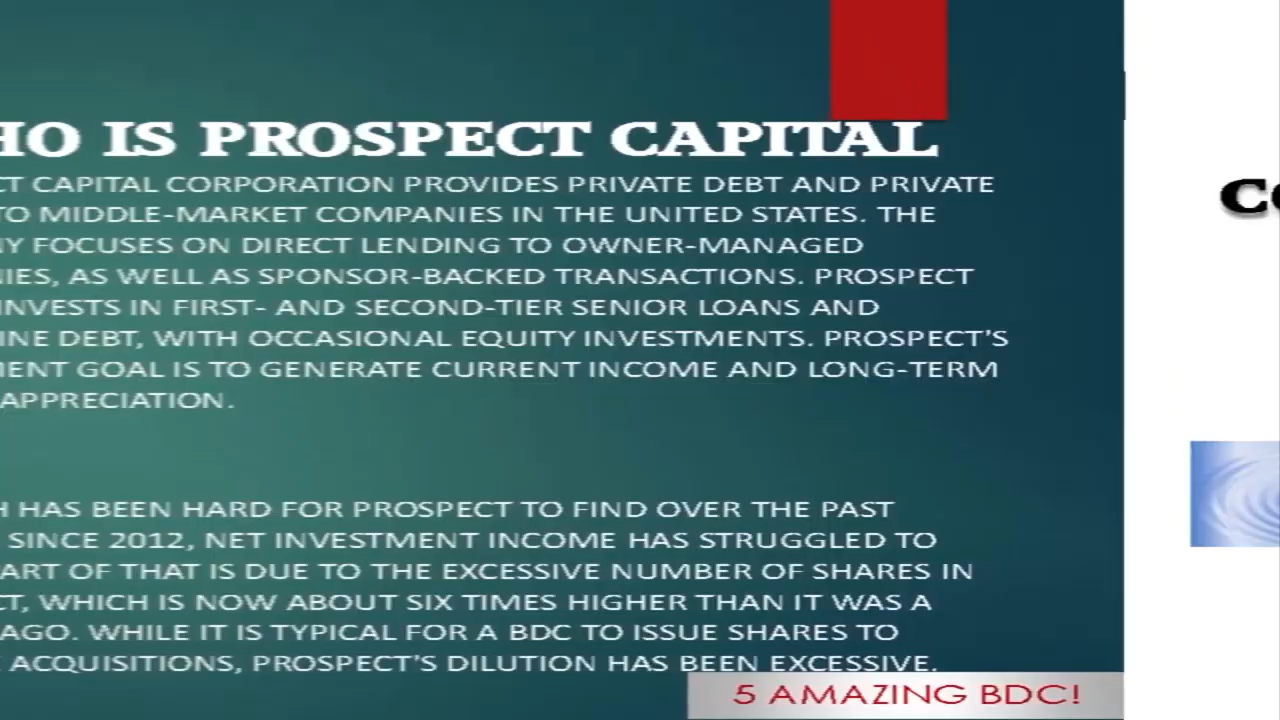 HO IS PROSPECT CAPITAL
CT CAPITAL CORPORATION PROVIDES PRIVATE DEBT AND PRIVATE
TO MIDDLE-MARKET COMPANIES IN THE UNITED STATES. THE
NY FOCUSES ON DIRECT LENDING TO OWNER-MANAGED
NIES, AS WELL AS SPONSOR-BACKED TRANSACTIONS. PROSPECT
INVESTS IN FIRST- AND SECOND-TIER SENIOR LOANS AND
INE DEBT, WITH OCCASIONAL EQUITY INVESTMENTS. PROSPECT'S
MENT GOAL IS TO GENERATE CURRENT INCOME AND LONG-TERM
APPRECIATION.
H HAS BEEN HARD FOR PROSPECT TO FIND OVER THE PAST
SINCE 2012, NET INVESTMENT INCOME HAS STRUGGLED TO
ART OF THAT IS DUE TO THE EXCESSIVE NUMBER OF SHARES IN
CT, WHICH IS NOW ABOUT SIX TIMES HIGHER THAN IT WAS A
AGO. WHILE IT IS TYPICAL FOR A BDC TO ISSUE SHARES TO
ACQUISITIONS, PROSPECT'S DILUTION HAS BEEN EXCESSIVE.
5 AMAZING BDC!